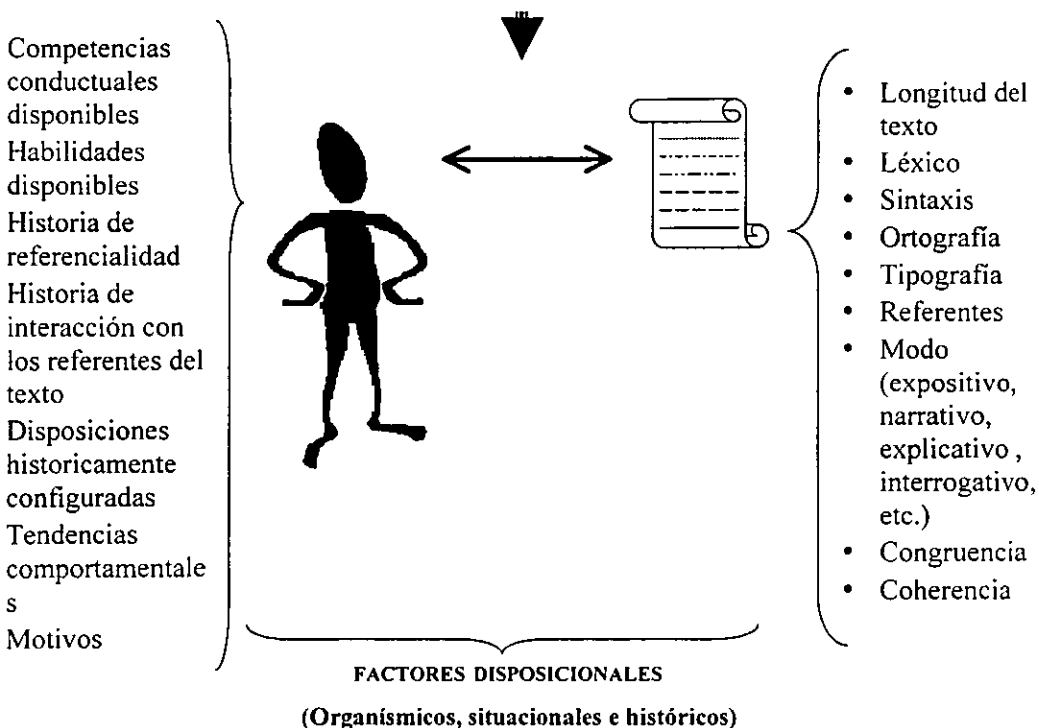 Competencias
conductuales
disponibles
Habilidades
disponibles
Historia de
referencialidad
Historia de
interacción con
los referentes del
texto
Disposiciones
historicamente
configuradas
Tendencias
comportamentale
s
Motivos
• Longitud del
texto
• Léxico
• Sintaxis
• Ortografía
• Tipografía
• Referentes
• Modo
(expositivo,
narrativo,
explicativo ,
interrogativo,
etc.)
• Congruencia
• Coherencia
FACTORES DISPOSICIONALES
(Organísmicos, situacionales e históricos)